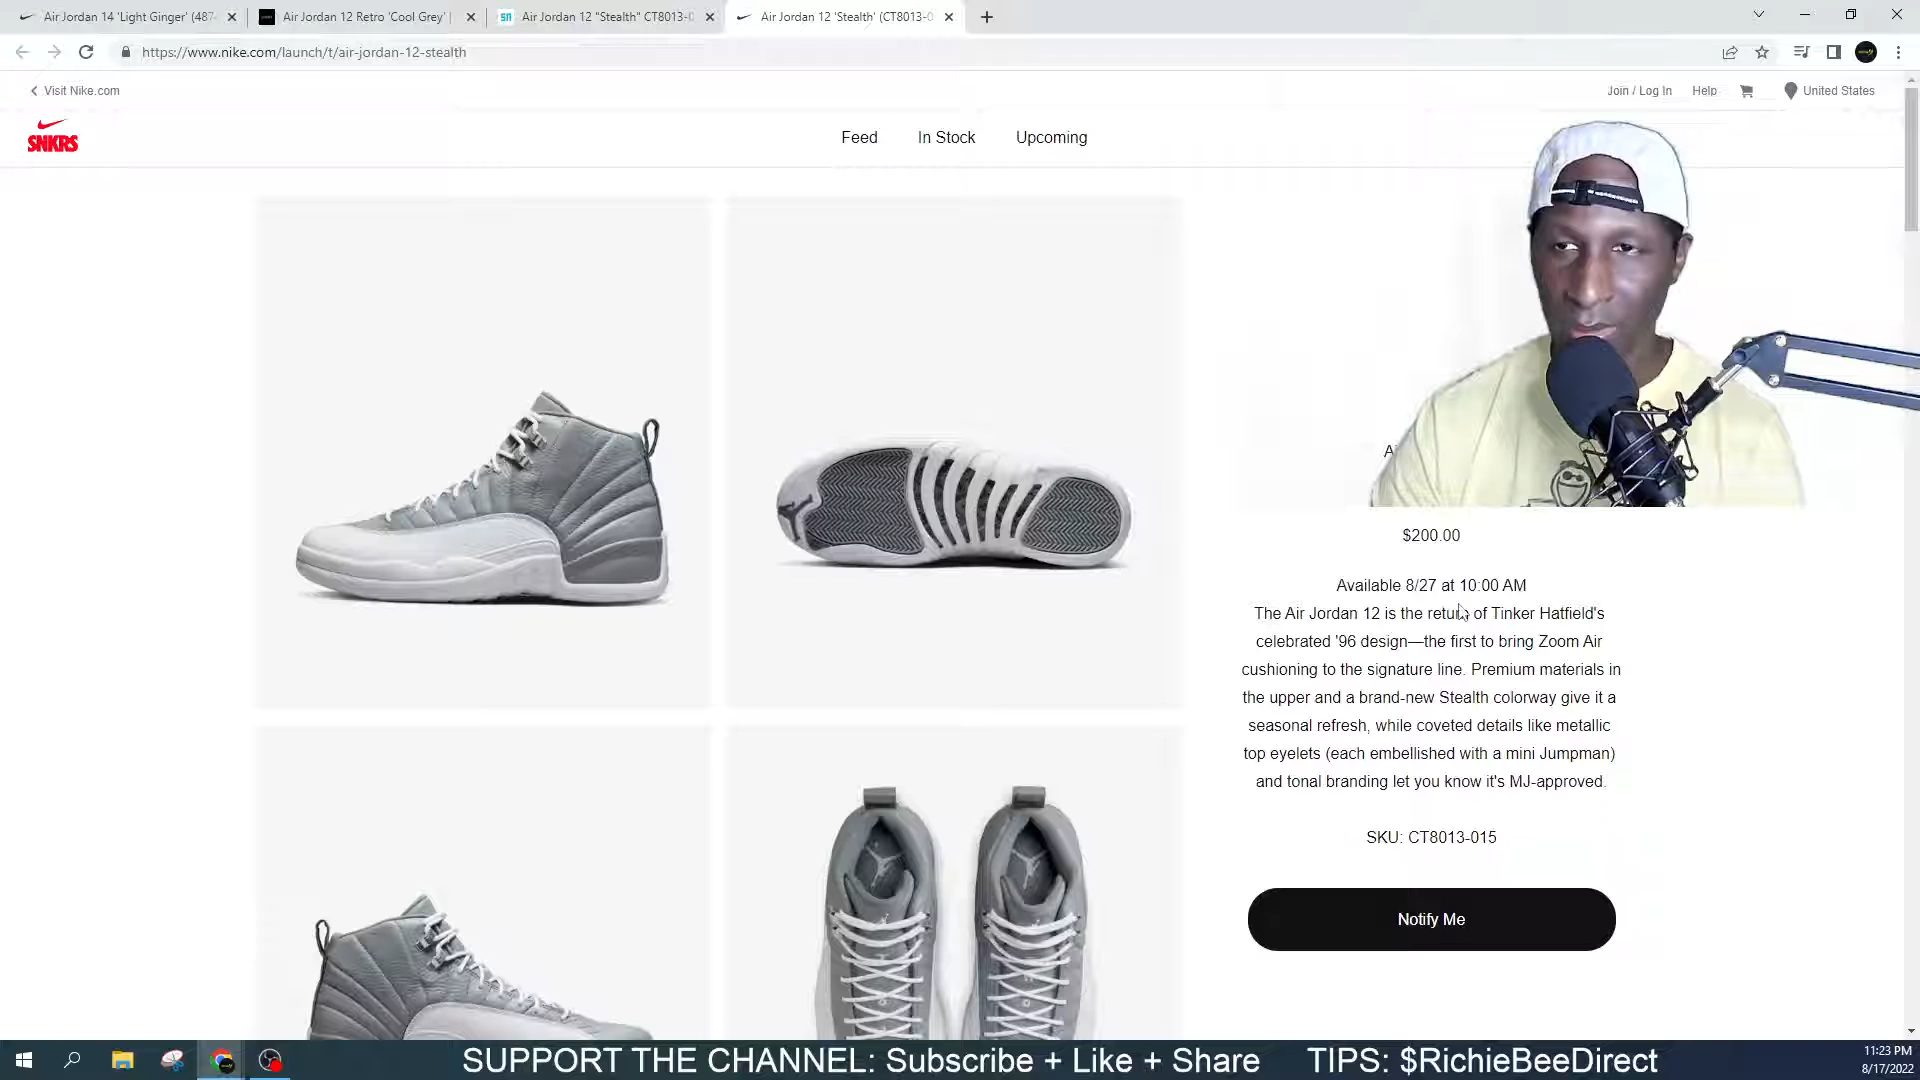 Air Jordan 14 'Light Ginger' (487-
Air Jordan 12 Retro 'Cool Grey' |
Air Jordan 12 "Stealth" CT8013-0
Air Jordan 12 'Stealth' (CT8013-0
https://www.nike.com/launch/t/air-jordan-12-stealth
Visit Nike.com
Join / Log In
Help
United States
SNKRS
Feed
In Stock
Upcoming
$200.00
Available 8/27 at 10:00 AM
The Air Jordan 12 is the return of Tinker Hatfield's
celebrated '96 design—the first to bring Zoom Air
cushioning to the signature line. Premium materials in
the upper and a brand-new Stealth colorway give it a
seasonal refresh, while coveted details like metallic
top eyelets (each embellished with a mini Jumpman)
and tonal branding let you know it's MJ-approved.
SKU: CT8013-015
Notify Me
SUPPORT THE CHANNEL: Subscribe + Like + Share TIPS: $RichieBeeDirect
11:23 PM
8/17/2022